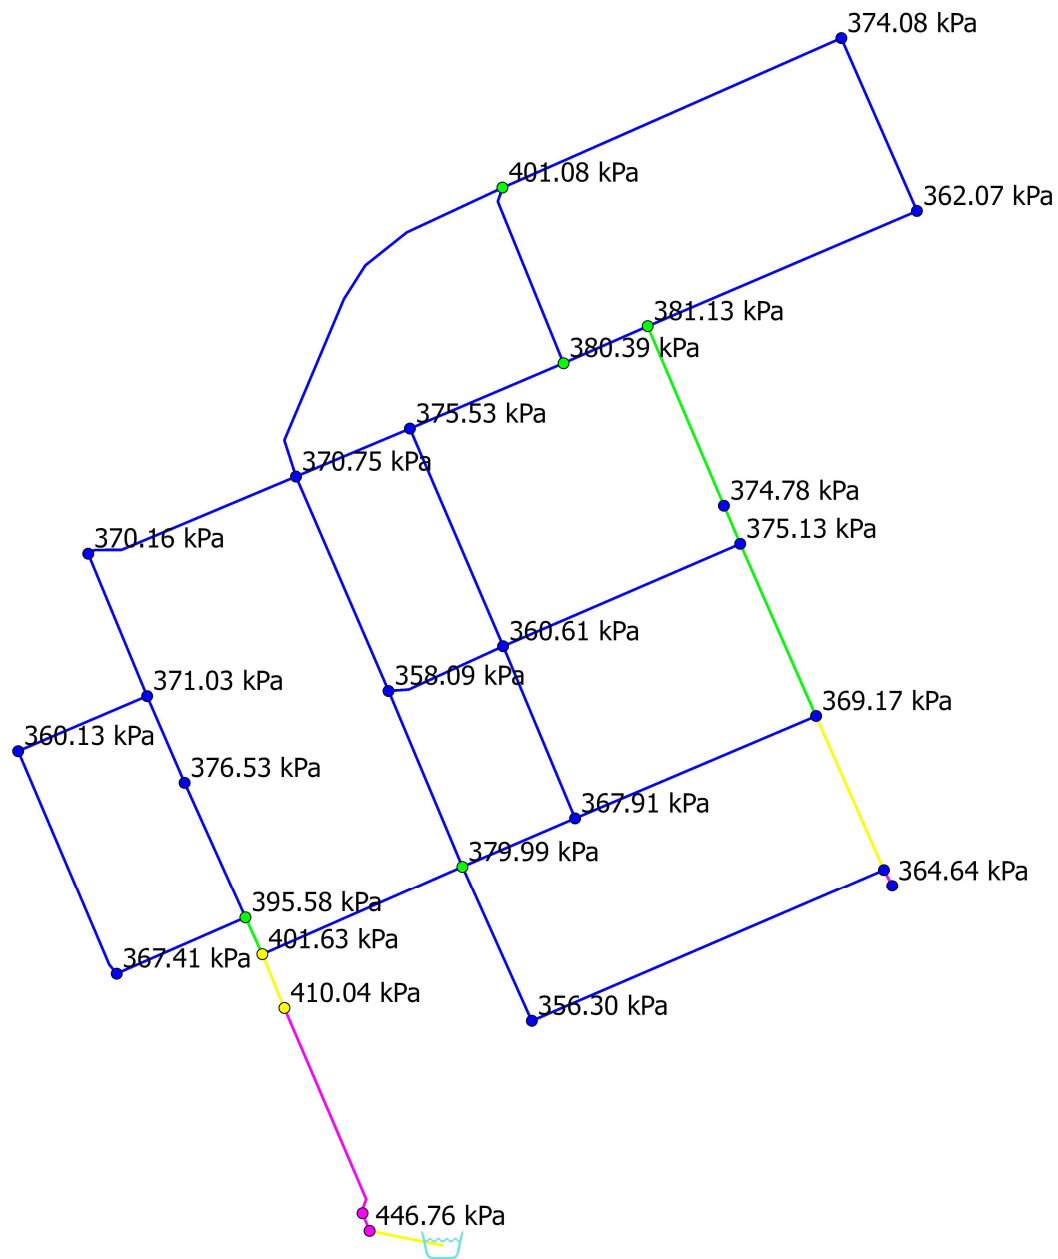 374.08 kPa
401.08 kPa
362.07 kPa
381.13 kPa
380.39 kPa
375.53 kPa
370.75 kPa
374.78 kPa
370.16 kPa
375.13 kPa
360.61 kPa
358.09 kPa
371.03 kPa
369.17 kPa
360.13 kPa
376.53 kPa
367.91 kPa
379.99 kPa
364.64 kPa
395.58 kPa
401.63 kPa
367.41 kPa
410.04 kPa
356.30 kPa
446.76 kPa